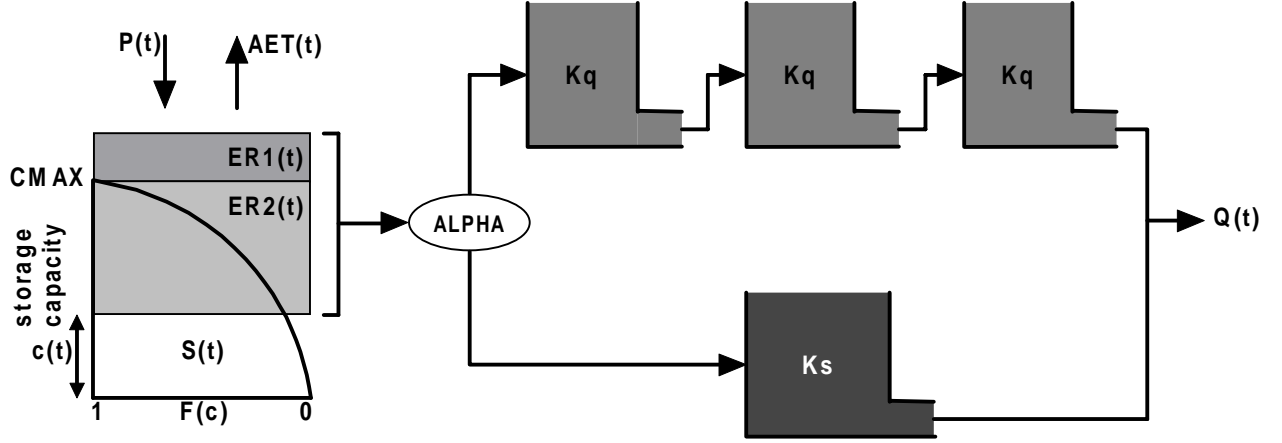 P(t)
AET(t)
Kq
Kq
Kq
ER1(t)
CMAX
ER2(t)
ALPHA
Q(t)
storage
capacity
c(t)
S(t)
Ks
1
F(c)
0